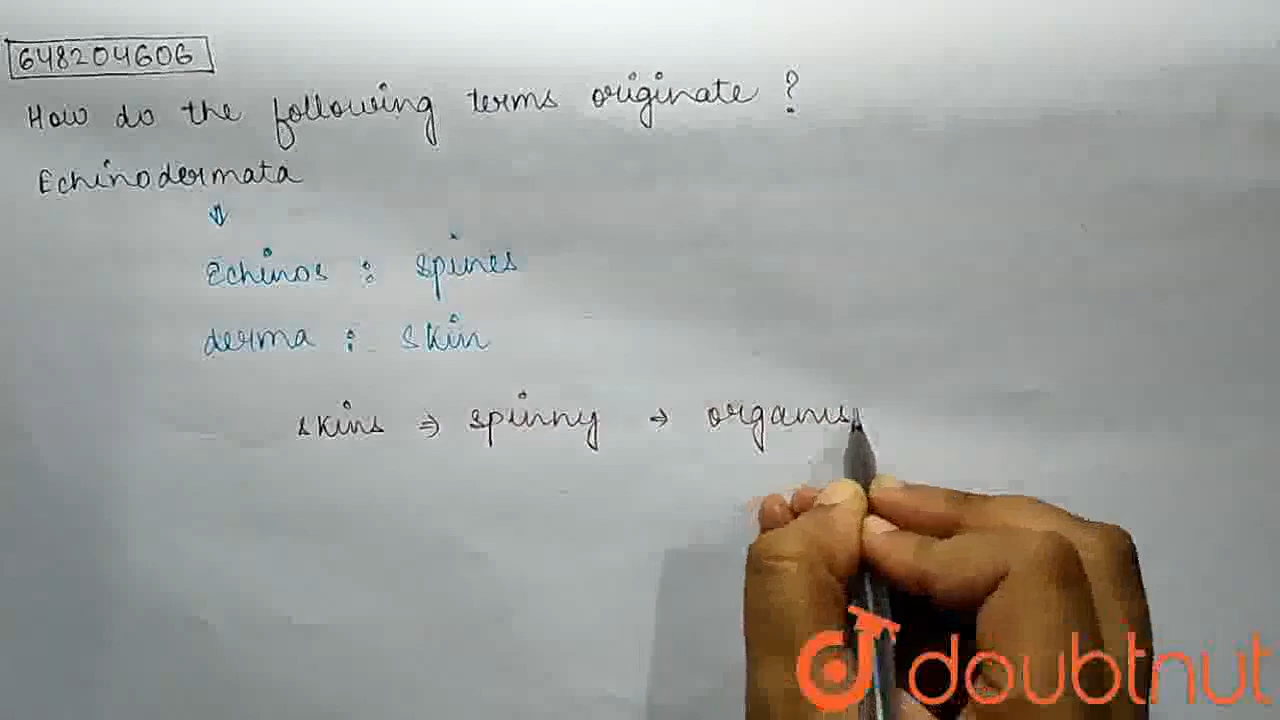 648204606
How do the following terms originate ?
Echinodermata
⇓
Echinos : spines
derma : skin
skins ⇒ spinny → organis
doubtnut